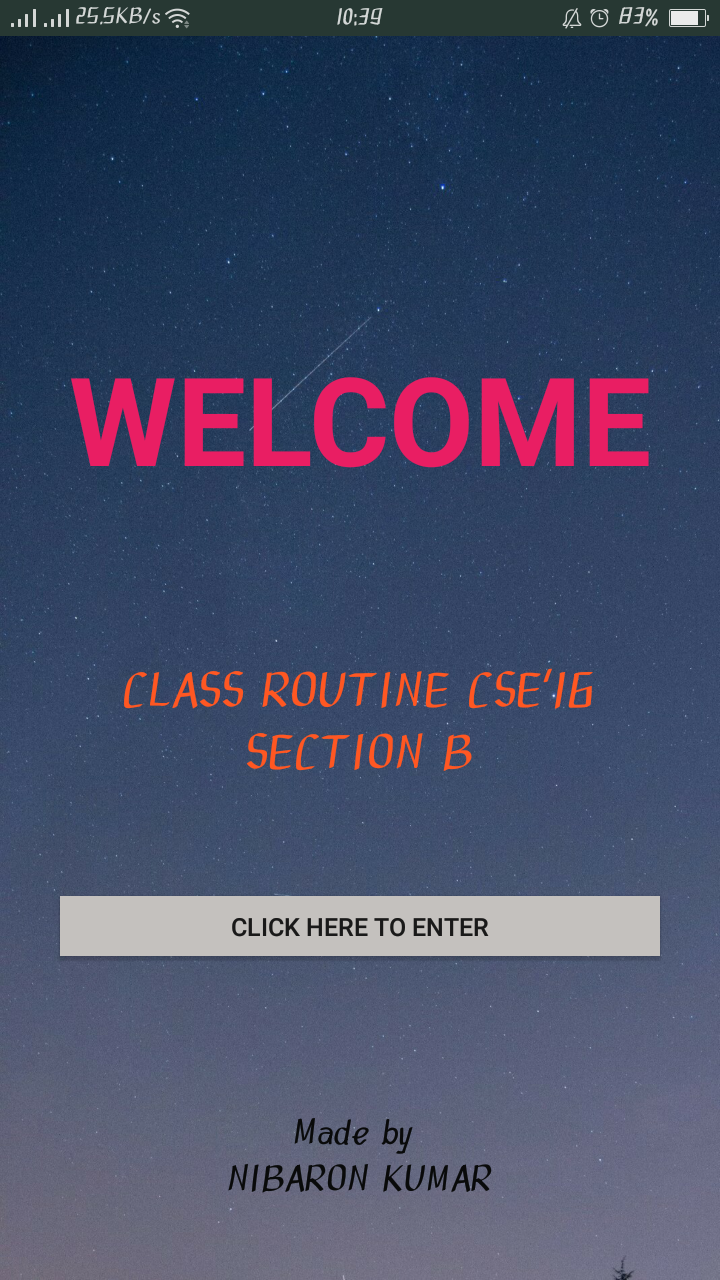 25.5KB/s 10:39 83%
WELCOME
CLASS ROUTINE CSE'16
SECTION B
CLICK HERE TO ENTER
Made by
NIBARON KUMAR